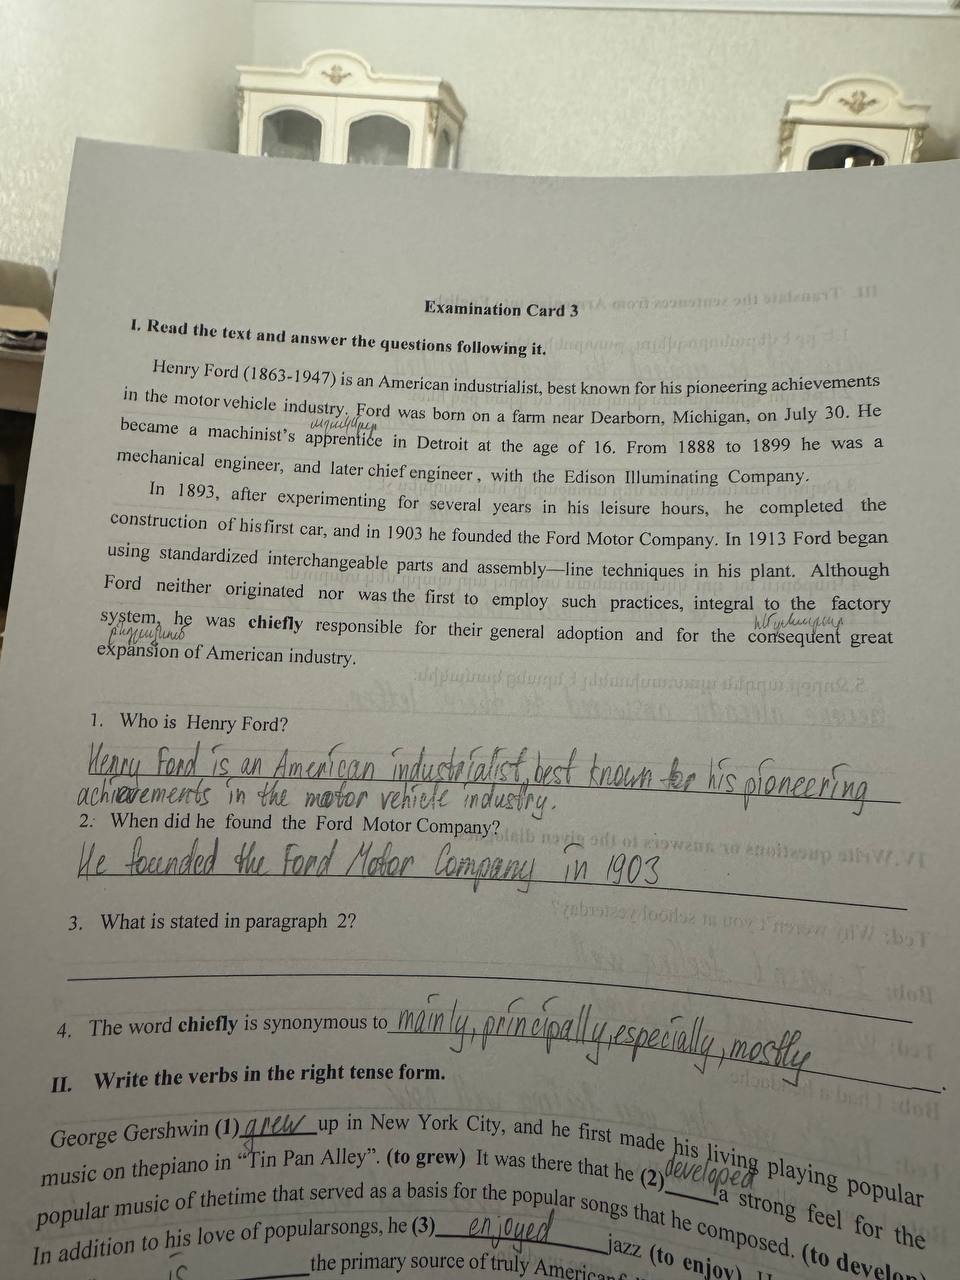 Examination Card 3
I. Read the text and answer the questions following it.
Henry Ford (1863-1947) is an American industrialist, best known for his pioneering achievements
in the motor vehicle industry. Ford was born on a farm near Dearborn, Michigan, on July 30. He
became a machinist's apprentice in Detroit at the age of 16. From 1888 to 1899 he was a
mechanical engineer, and later chief engineer, with the Edison Illuminating Company.
In 1893, after experimenting for several years in his leisure hours, he completed the
construction of hisfirst car, and in 1903 he founded the Ford Motor Company. In 1913 Ford began
using standardized interchangeable parts and assembly—line techniques in his plant. Although
Ford neither originated nor was the first to employ such practices, integral to the factory
system, he was chiefly responsible for their general adoption and for the consequent great
expansion of American industry.
1. Who is Henry Ford?
Henry Ford is an American industrialist, best known for his pioneering
achievements in the motor vehicle industry.
2. When did he found the Ford Motor Company?
He founded the Ford Motor Company in 1903
3. What is stated in paragraph 2?
4. The word chiefly is synonymous to mainly, principally, especially, mostly.
II. Write the verbs in the right tense form.
George Gershwin (1) grew up in New York City, and he first made his living playing popular
music on thepiano in “Tin Pan Alley”. (to grew) It was there that he (2) developed a strong feel for the
popular music of thetime that served as a basis for the popular songs that he composed. (to develop
In addition to his love of popularsongs, he (3) enjoyed jazz (to enjoy)
is the primary source of truly American